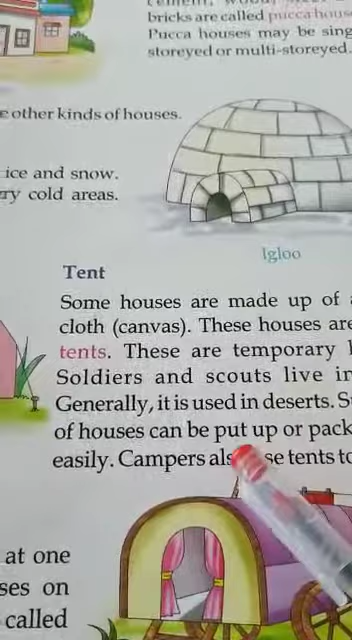 bricks are called pucca hous
Pucca houses may be sing
storeyed or multi-storeyed.
other kinds of houses.
ice and snow.
cold areas.
Igloo
Tent
Some houses are made up of
cloth (canvas). These houses are
tents. These are temporary
Soldiers and scouts live in
Generally, it is used in deserts. S
of houses can be put up or pack
easily. Campers als se tents to
at one
ses on
called